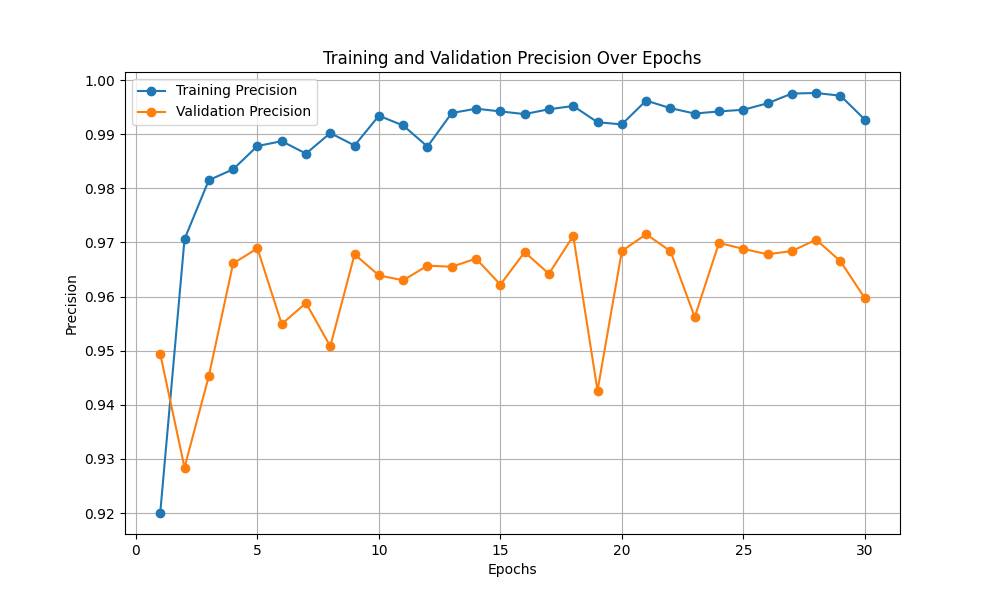 Training and Validation Precision Over Epochs
Training Precision
Validation Precision
Precision
1.00
0.99
0.98
0.97
0.96
0.95
0.94
0.93
0.92
0 5 10 15 20 25 30
Epochs